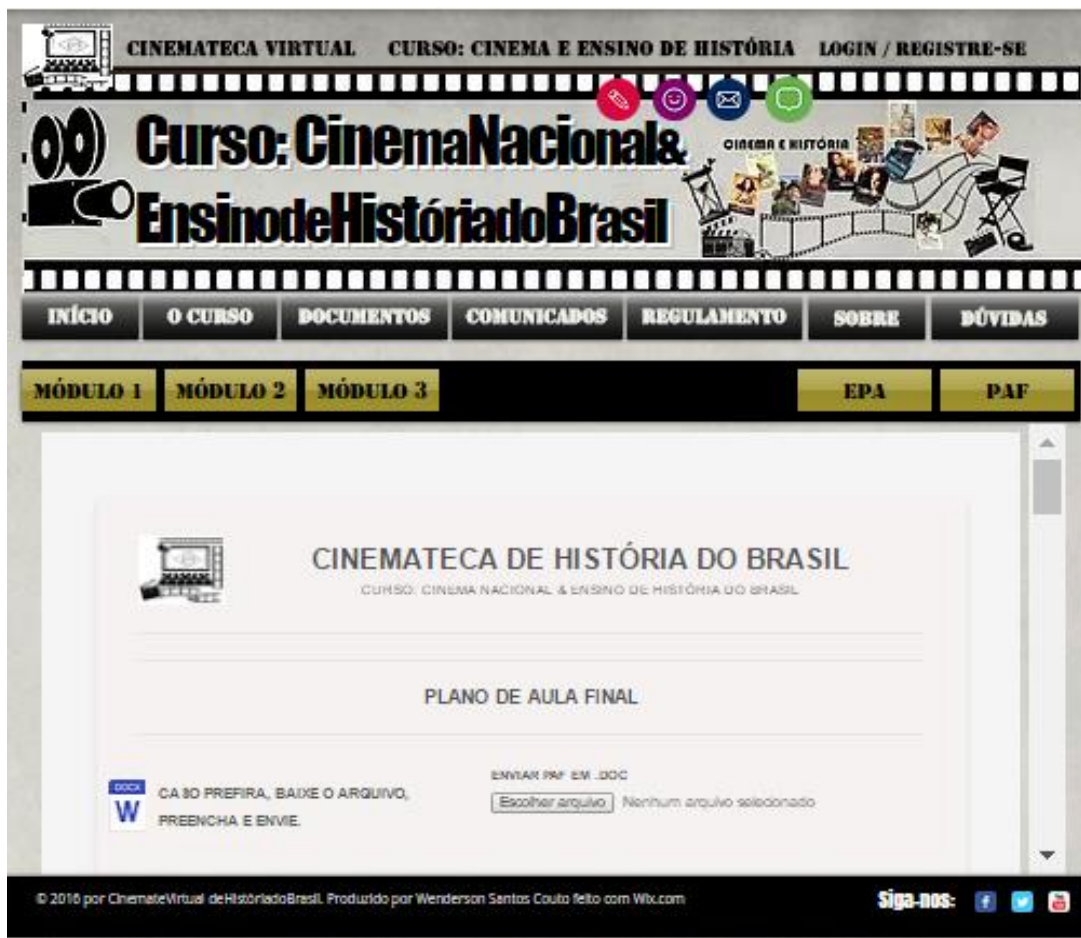 CINEMATECA VIRTUAL CURSO: CINEMA E ENSINO DE HISTÓRIA LOGIN / REGISTRE-SE
Curso: CinemaNacional&
EnsinodeHistóriadoBrasil
CINEMA E HISTÓRIA
INÍCIO O CURSO DOCUMENTOS COMUNICADOS REGULAMENTO SOBRE DÚVIDAS
MÓDULO 1 MÓDULO 2 MÓDULO 3 EPA PAF
CINEMATECA DE HISTÓRIA DO BRASIL
CURSO: CINEMA NACIONAL & ENSINO DE HISTÓRIA DO BRASIL
PLANO DE AULA FINAL
DOCX
W
CASO PREFIRA, BAIXE O ARQUIVO,
PREENCHA E ENVIE.
ENVIAR PAF EM .DOC
Escolher arquivo Nenhum arquivo selecionado
© 2016 por CinemateVirtual deHistóriadoBrasil. Produzido por Wenderson Santos Couto feito com Wix.com
Siga-nos: